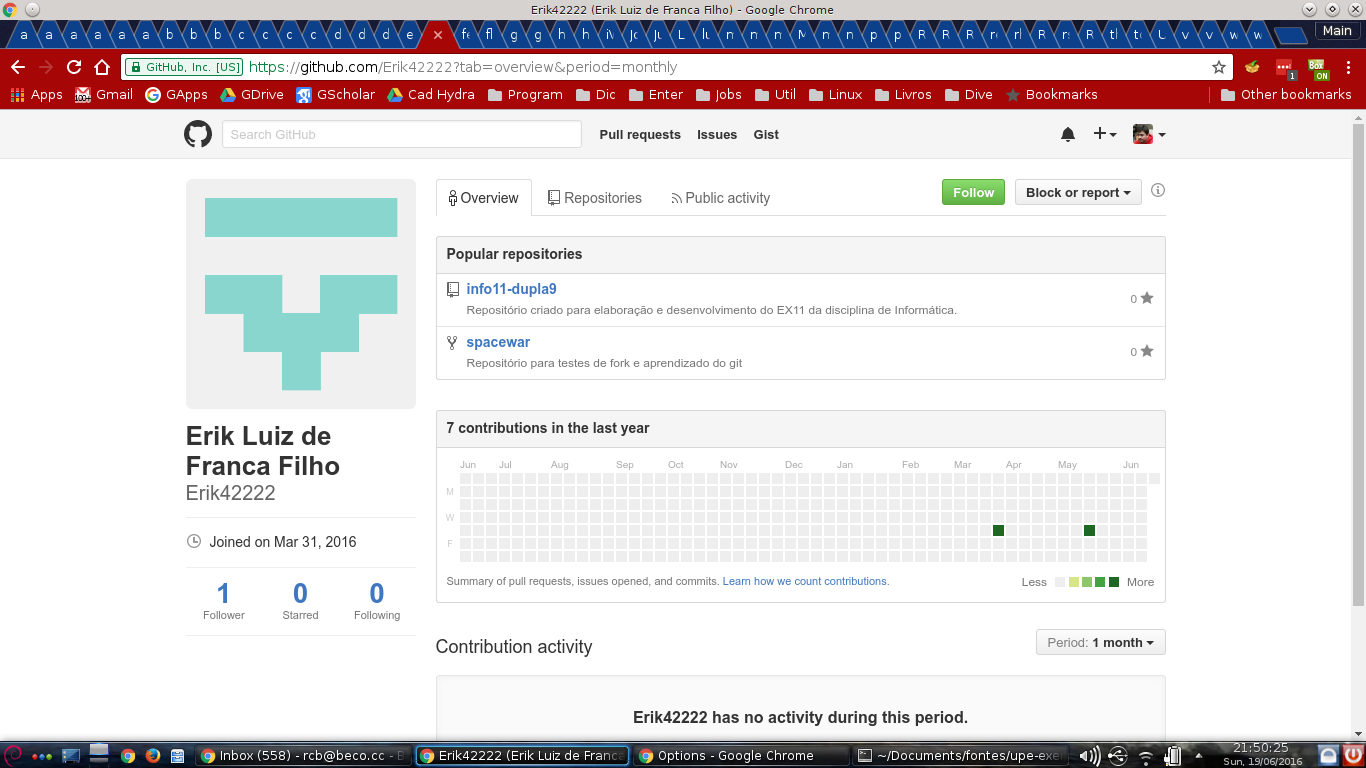 Erik42222 (Erik Luiz de Franca Filho) - Google Chrome
a a a a a a b b c c c d d d e f g g h h L l n n n M n n p p R R R r R t U v v w w Main
GitHub, Inc. [US] https://github.com/Erik42222?tab=overview&period=monthly
1 BOX ON
Apps 100+ Gmail GApps GDrive GScholar Cad Hydra Program Dic Enter Jobs Util Linux Livros Dive Bookmarks Other bookmarks
Search GitHub Pull requests Issues Gist
Overview Repositories Public activity Follow Block or report
Popular repositories
info11-dupla9
Repositório criado para elaboração e desenvolvimento do EX11 da disciplina de Informática.
0
spacewar
Repositório para testes de fork e aprendizado do git
0
Erik Luiz de
Franca Filho
Erik42222
Joined on Mar 31, 2016
1 0 0
Follower Starred Following
7 contributions in the last year
Jun Jul Aug Sep Oct Nov Dec Jan Feb Mar Apr May Jun
M
W
F
Summary of pull requests, issues opened, and commits. Learn how we count contributions. Less More
Contribution activity Period: 1 month
Erik42222 has no activity during this period.
Inbox (558) - rcb@beco.cc - Erik42222 (Erik Luiz de Franca Options - Google Chrome ~/Documents/fontes/upe-exe
21:50:25
Sun, 19/06/2016